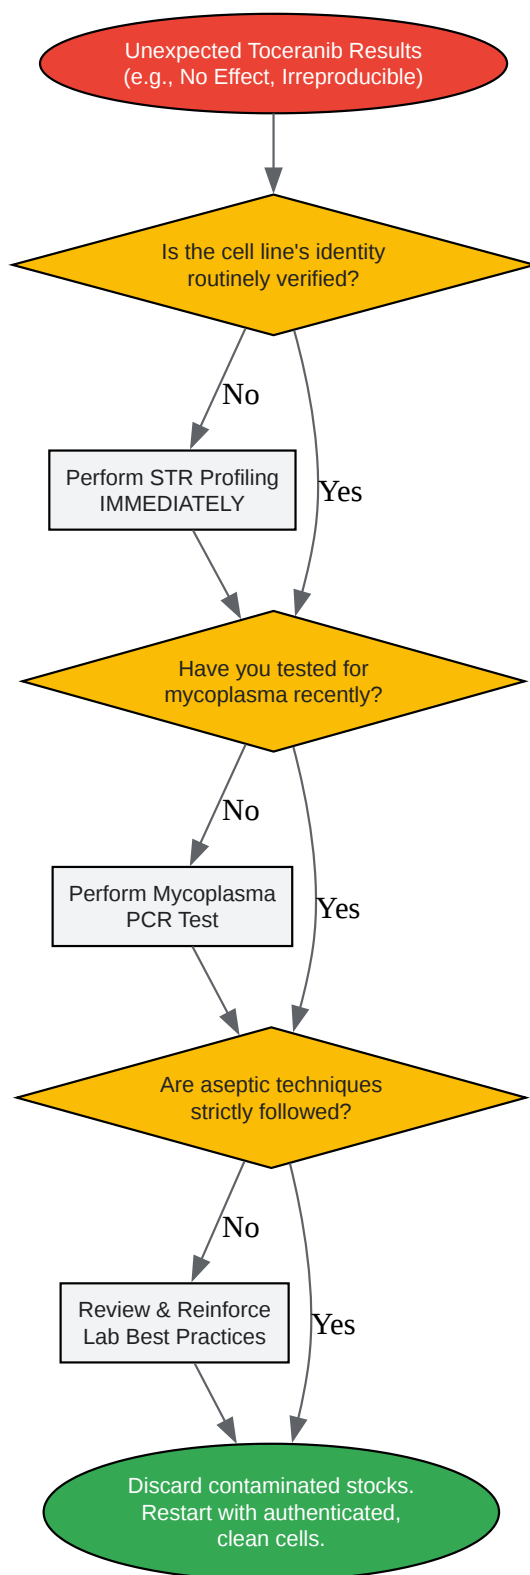 Unexpected Toceranib Results
(e.g., No Effect, Irreproducible)
Is the cell line's identity
routinely verified?
No
Yes
Perform STR Profiling
IMMEDIATELY
Have you tested for
mycoplasma recently?
No
Yes
Perform Mycoplasma
PCR Test
Are aseptic techniques
strictly followed?
No
Yes
Review & Reinforce
Lab Best Practices
Discard contaminated stocks.
Restart with authenticated,
clean cells.